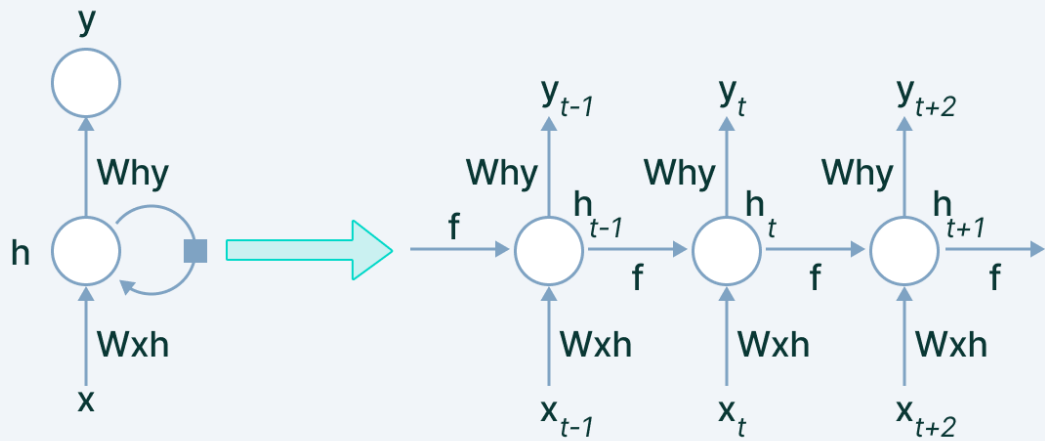 y
Why
h
Wxh
x
y t-1
y t
y t+2
Why
Why
Why
f
h t-1
h t
h t+1
f
f
f
Wxh
Wxh
Wxh
x t-1
x t
x t+2